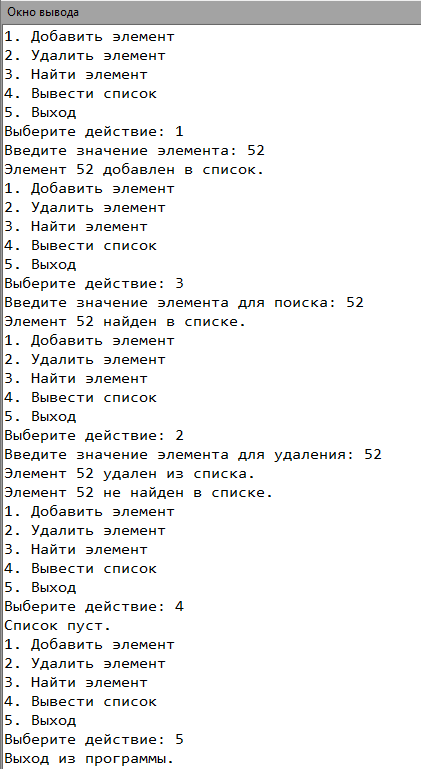 Окно вывода
1. Добавить элемент
2. Удалить элемент
3. Найти элемент
4. Вывести список
5. Выход
Выберите действие: 1
Введите значение элемента: 52
Элемент 52 добавлен в список.
1. Добавить элемент
2. Удалить элемент
3. Найти элемент
4. Вывести список
5. Выход
Выберите действие: 3
Введите значение элемента для поиска: 52
Элемент 52 найден в списке.
1. Добавить элемент
2. Удалить элемент
3. Найти элемент
4. Вывести список
5. Выход
Выберите действие: 2
Введите значение элемента для удаления: 52
Элемент 52 удален из списка.
Элемент 52 не найден в списке.
1. Добавить элемент
2. Удалить элемент
3. Найти элемент
4. Вывести список
5. Выход
Выберите действие: 4
Список пуст.
1. Добавить элемент
2. Удалить элемент
3. Найти элемент
4. Вывести список
5. Выход
Выберите действие: 5
Выход из программы.